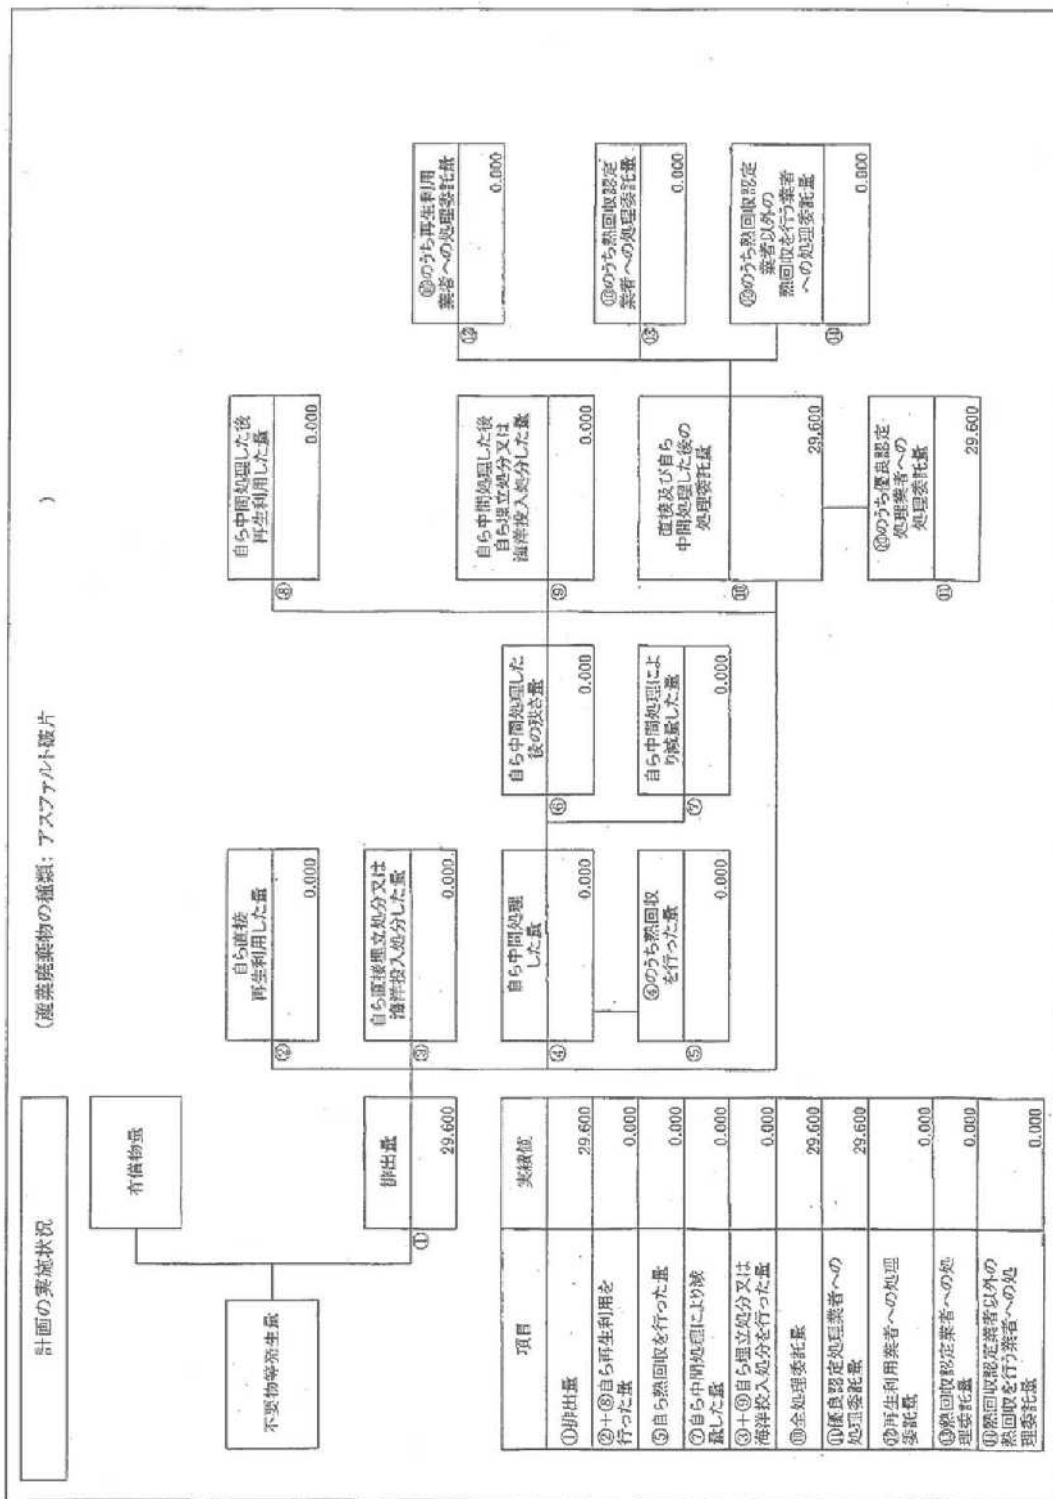 計画の実施状況
(産業廃棄物の種類: アスファルト破片 )
不要物等発生量
有償物量
①
排出量
29.600
②
自ら直接
再生利用した量
0.000
③
自ら直接埋立処分又は
海洋投入処分した量
0.000
④
自ら中間処理
した量
0.000
⑤
④のうち熱回収
を行った量
0.000
⑥
自ら中間処理した
後の残さ量
0.000
⑦
自ら中間処理によ
り減量した量
0.000
⑧
自ら中間処理した後
再生利用した量
0.000
⑨
自ら中間処理した後
自ら埋立処分又は
海洋投入処分した量
0.000
⑩
直接及び自ら
中間処理した後の
処理委託量
29.600
⑪
⑩のうち優良認定
処理業者への
処理委託量
29.600
⑫
⑩のうち再生利用
業者への処理委託量
0.000
⑬
⑩のうち熱回収認定
業者への処理委託量
0.000
⑭
⑩のうち熱回収認定
業者以外の
熱回収を行う業者
への処理委託量
0.000
項目 実績値
①排出量 29.600
②+⑧自ら再生利用を
行った量 0.000
⑤自ら熱回収を行った量 0.000
⑦自ら中間処理により減
量した量 0.000
③+⑨自ら埋立処分又は
海洋投入処分を行った量 0.000
⑩全処理委託量 29.600
⑪優良認定処理業者への
処理委託量 29.600
⑫再生利用業者への処理
委託量 0.000
⑬熱回収認定業者への処
理委託量 0.000
⑭熱回収認定業者以外の
熱回収を行う業者への処
理委託量 0.000